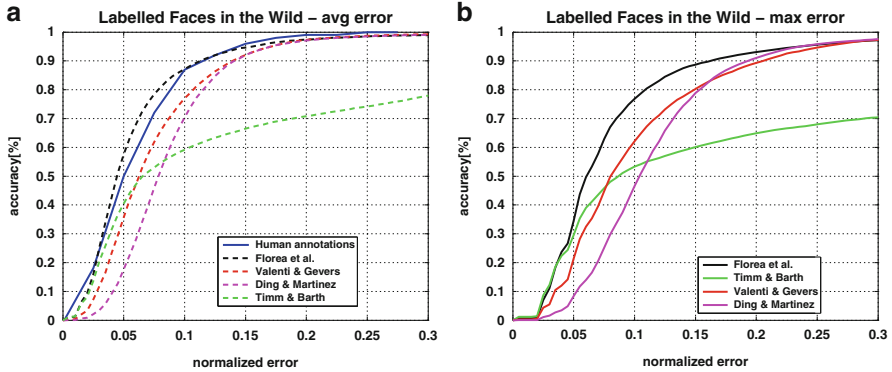 a
Labelled Faces in the Wild – avg error
accuracy[%]
1
0.9
0.8
0.7
0.6
0.5
0.4
0.3
0.2
0.1
0
0
0.05
0.1
0.15
0.2
0.25
0.3
normalized error
Human annotations
Florea et al.
Valenti & Gevers
Ding & Martinez
Timm & Barth
b
Labelled Faces in the Wild – max error
accuracy[%]
1
0.9
0.8
0.7
0.6
0.5
0.4
0.3
0.2
0.1
0
0
0.05
0.1
0.15
0.2
0.25
0.3
normalized error
Florea et al.
Timm & Barth
Valenti & Gevers
Ding & Martinez